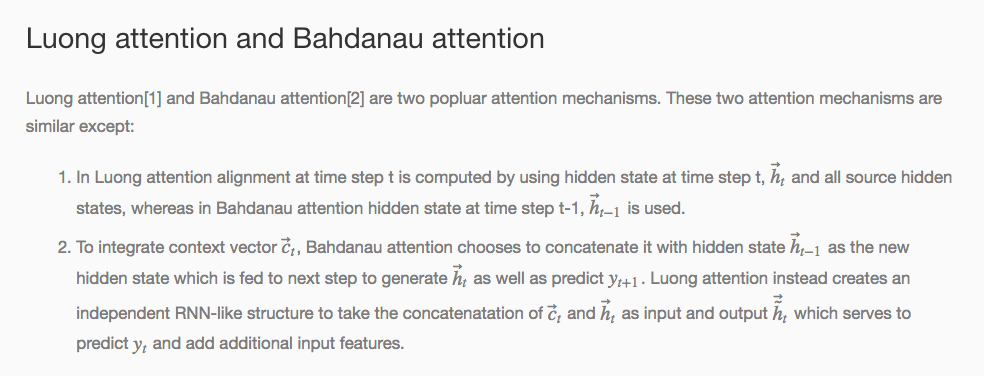 Luong attention and Bahdanau attention
Luong attention[1] and Bahdanau attention[2] are two popluar attention mechanisms. These two attention mechanisms are
similar except:
1. In Luong attention alignment at time step t is computed by using hidden state at time step t, $\vec{h}_t$ and all source hidden
states, whereas in Bahdanau attention hidden state at time step t-1, $\vec{h}_{t-1}$ is used.
2. To integrate context vector $\vec{c}_t$, Bahdanau attention chooses to concatenate it with hidden state $\vec{h}_{t-1}$ as the new
hidden state which is fed to next step to generate $\vec{h}_t$ as well as predict $y_{t+1}$. Luong attention instead creates an
independent RNN-like structure to take the concatenatation of $\vec{c}_t$ and $\vec{h}_t$ as input and output $\vec{\tilde{h}}_t$ which serves to
predict $y_t$ and add additional input features.